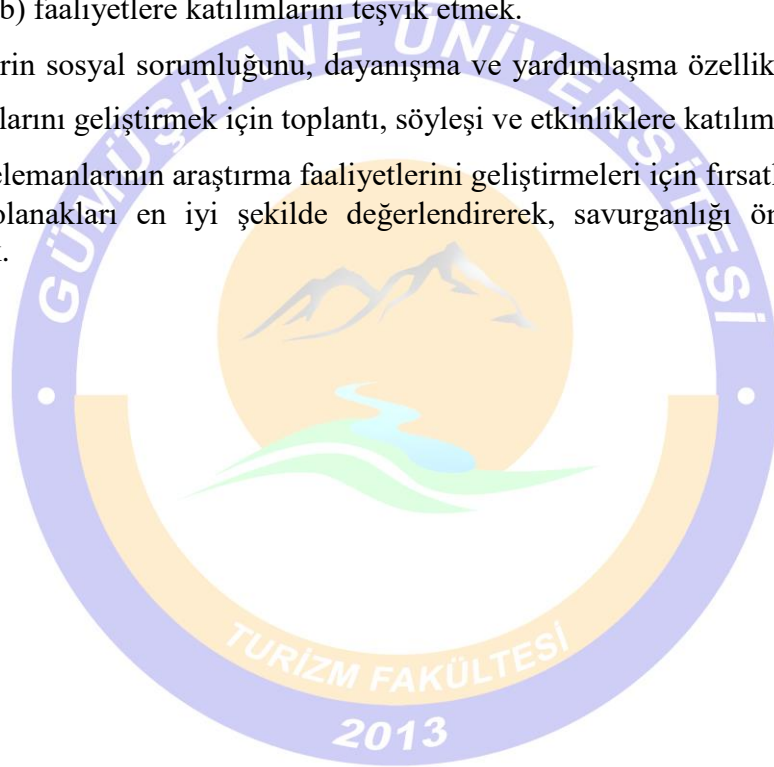 b) faaliyetlere katılımlarını teşvik etmek.
rin sosyal sorumluğunu, dayanışma ve yardımlaşma özellik
larını geliştirmek için toplantı, söyleşi ve etkinliklere katılım
elemanlarının araştırma faaliyetlerini geliştirmeleri için fırsatl
olanakları en iyi şekilde değerlendirerek, savurganlığı ön
GÜMÜŞHANE ÜNİVERSİTESİ
TURİZM FAKÜLTESİ
2013